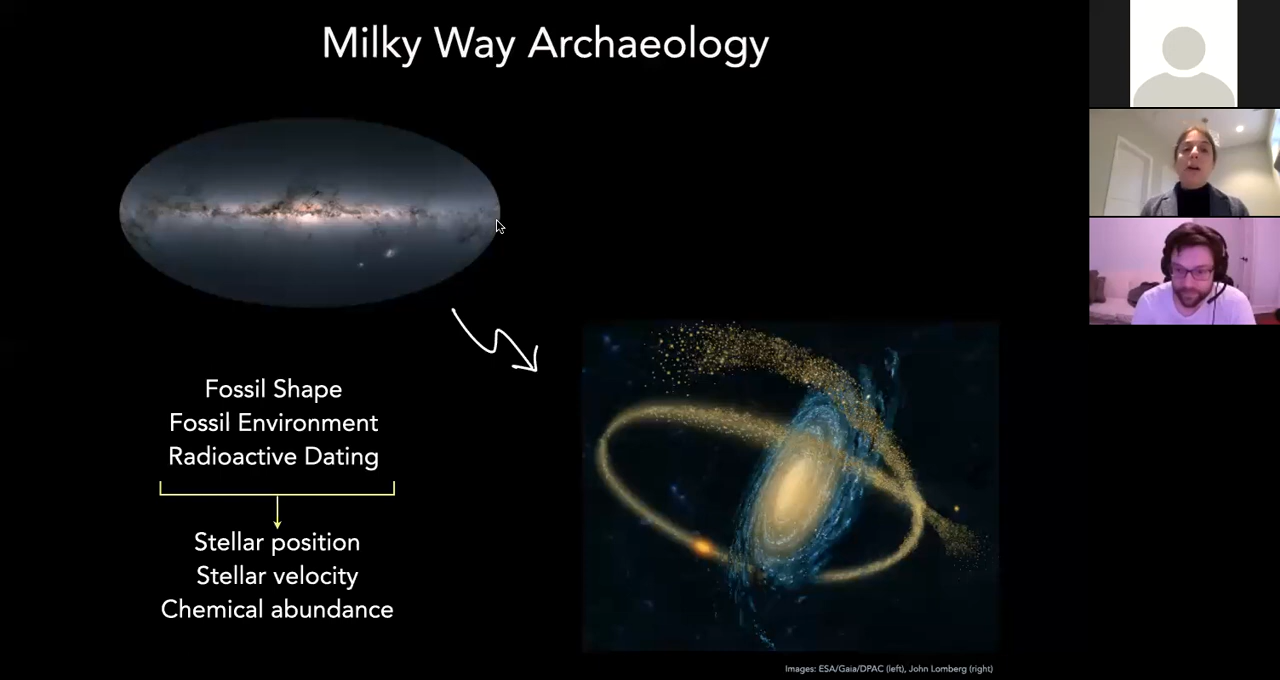 Milky Way Archaeology
Fossil Shape
Fossil Environment
Radioactive Dating
Stellar position
Stellar velocity
Chemical abundance
Images: ESA/Gaia/DPAC (left), John Lomberg (right)